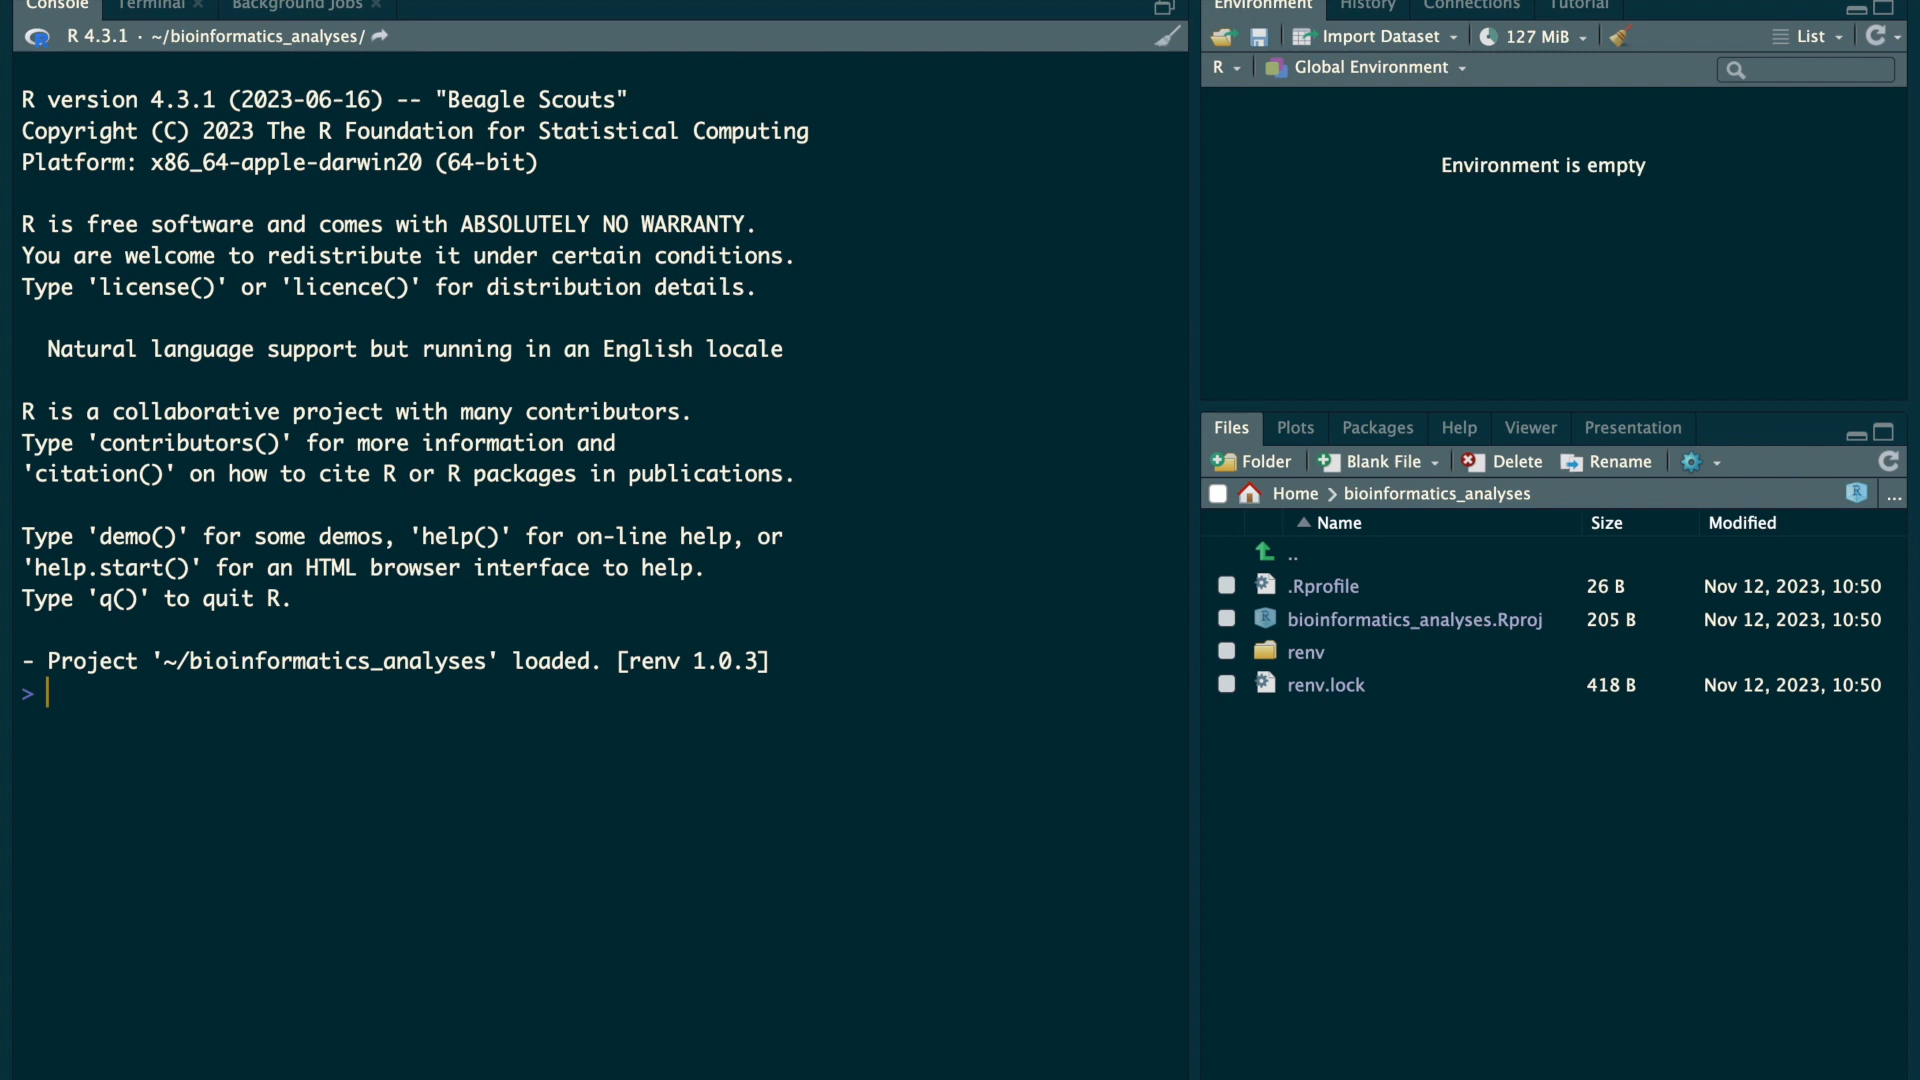 Console Terminal Background Jobs
R 4.3.1 · ~/bioinformatics_analyses/
R version 4.3.1 (2023-06-16) -- "Beagle Scouts"
Copyright (C) 2023 The R Foundation for Statistical Computing
Platform: x86_64-apple-darwin20 (64-bit)
R is free software and comes with ABSOLUTELY NO WARRANTY.
You are welcome to redistribute it under certain conditions.
Type 'license()' or 'licence()' for distribution details.
Natural language support but running in an English locale
R is a collaborative project with many contributors.
Type 'contributors()' for more information and
'citation()' on how to cite R or R packages in publications.
Type 'demo()' for some demos, 'help()' for on-line help, or
'help.start()' for an HTML browser interface to help.
Type 'q()' to quit R.
- Project '~/bioinformatics_analyses' loaded. [renv 1.0.3]
>
Environment History Connections Tutorial
Import Dataset 127 MiB List
R Global Environment
Environment is empty
Files Plots Packages Help Viewer Presentation
Folder Blank File Delete Rename
Home bioinformatics_analyses ...
Name Size Modified
..
.Rprofile 26 B Nov 12, 2023, 10:50
bioinformatics_analyses.Rproj 205 B Nov 12, 2023, 10:50
renv
renv.lock 418 B Nov 12, 2023, 10:50